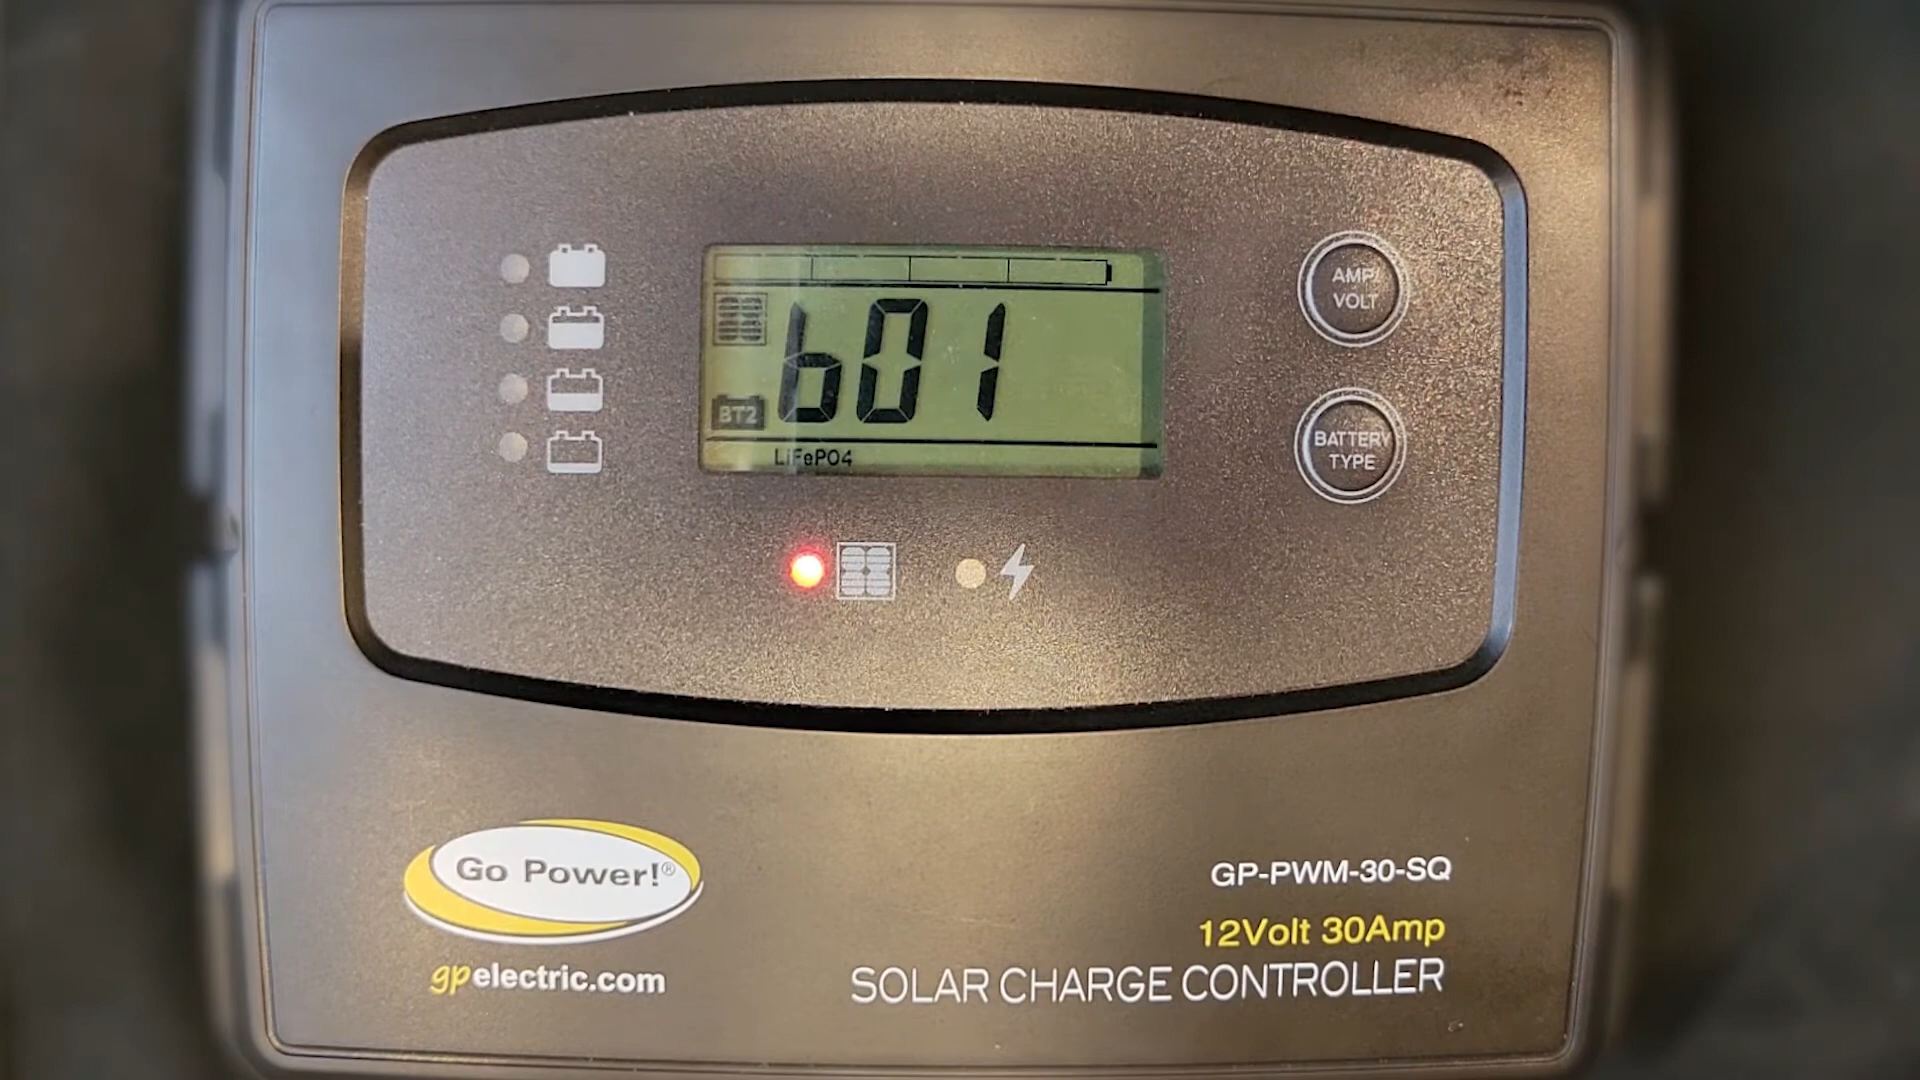 b01
BT2
LiFePO4
AMP/
VOLT
BATTERY
TYPE
Go Power!®
gpelectric.com
GP-PWM-30-SQ
12Volt 30Amp
SOLAR CHARGE CONTROLLER